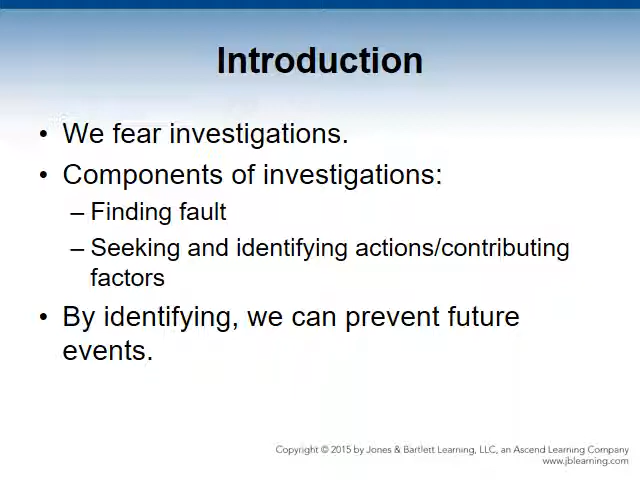 Introduction
• We fear investigations.
• Components of investigations:
– Finding fault
– Seeking and identifying actions/contributing
factors
• By identifying, we can prevent future
events.
Copyright © 2015 by Jones & Bartlett Learning, LLC, an Ascend Learning Company
www.jblearning.com